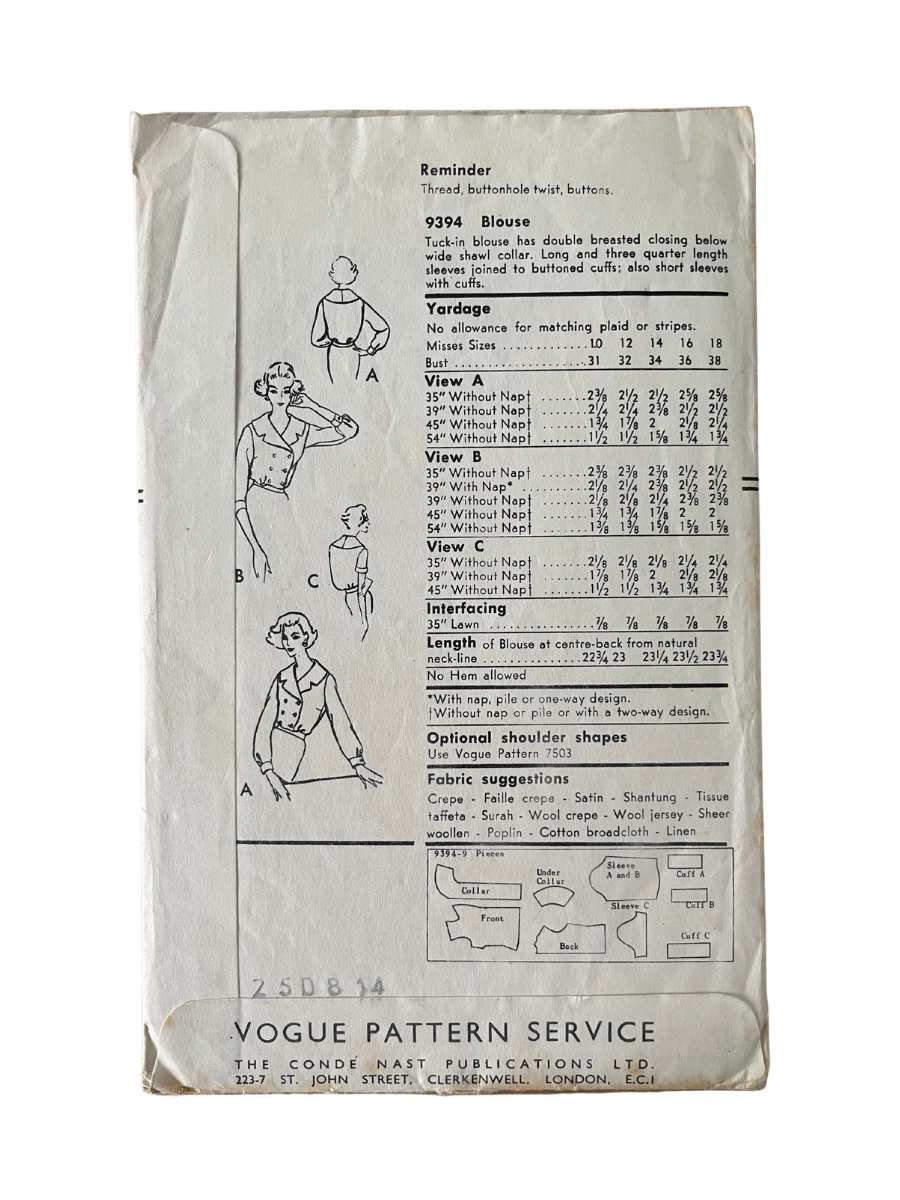 Reminder
Thread, buttonhole twist, buttons.
9394 Blouse
Tuck-in blouse has double breasted closing below
wide shawl collar. Long and three quarter length
sleeves joined to buttoned cuffs; also short sleeves
with cuffs.
Yardage
No allowance for matching plaid or stripes.
Misses Sizes ............10 12 14 16 18
Bust ....................31 32 34 36 38
View A
35" Without Nap† .......2⅜ 2½ 2½ 2⅝ 2⅝
39" Without Nap† .......2¼ 2¼ 2⅜ 2½ 2½
45" Without Nap† .......1¾ 1⅞ 2 2⅛ 2¼
54" Without Nap† .......1½ 1½ 1⅝ 1¾ 1¾
View B
35" Without Nap† .......2⅜ 2⅜ 2⅜ 2½ 2½
39" With Nap* ..........2⅛ 2¼ 2⅜ 2½ 2½
39" Without Nap† .......2⅛ 2⅛ 2¼ 2⅜ 2⅜
45" Without Nap† .......1¾ 1¾ 1⅞ 2 2
54" Without Nap† .......1⅜ 1⅜ 1⅝ 1⅝ 1⅝
View C
35" Without Nap† .......2⅛ 2⅛ 2⅛ 2¼ 2¼
39" Without Nap† .......1⅞ 1⅞ 2 2⅛ 2⅛
45" Without Nap† .......1½ 1½ 1¾ 1¾ 1¾
Interfacing
35" Lawn ................⅞ ⅞ ⅞ ⅞ ⅞
Length of Blouse at centre-back from natural
neck-line ...............22¾ 23 23¼ 23½ 23¾
No Hem allowed
*With nap, pile or one-way design.
†Without nap or pile or with a two-way design.
Optional shoulder shapes
Use Vogue Pattern 7503
Fabric suggestions
Crepe - Faille crepe - Satin - Shantung - Tissue
taffeta - Surah - Wool crepe - Wool jersey - Sheer
woollen - Poplin - Cotton broadcloth - Linen
A
B
C
A
9394-9 Pieces
Collar
Under
Collar
Sleeve
A and B
Cuff A
Cuff B
Front
Back
Sleeve C
Cuff C
25D814
VOGUE PATTERN SERVICE
THE CONDÉ NAST PUBLICATIONS LTD.
223-7 ST. JOHN STREET, CLERKENWELL, LONDON, E.C.1